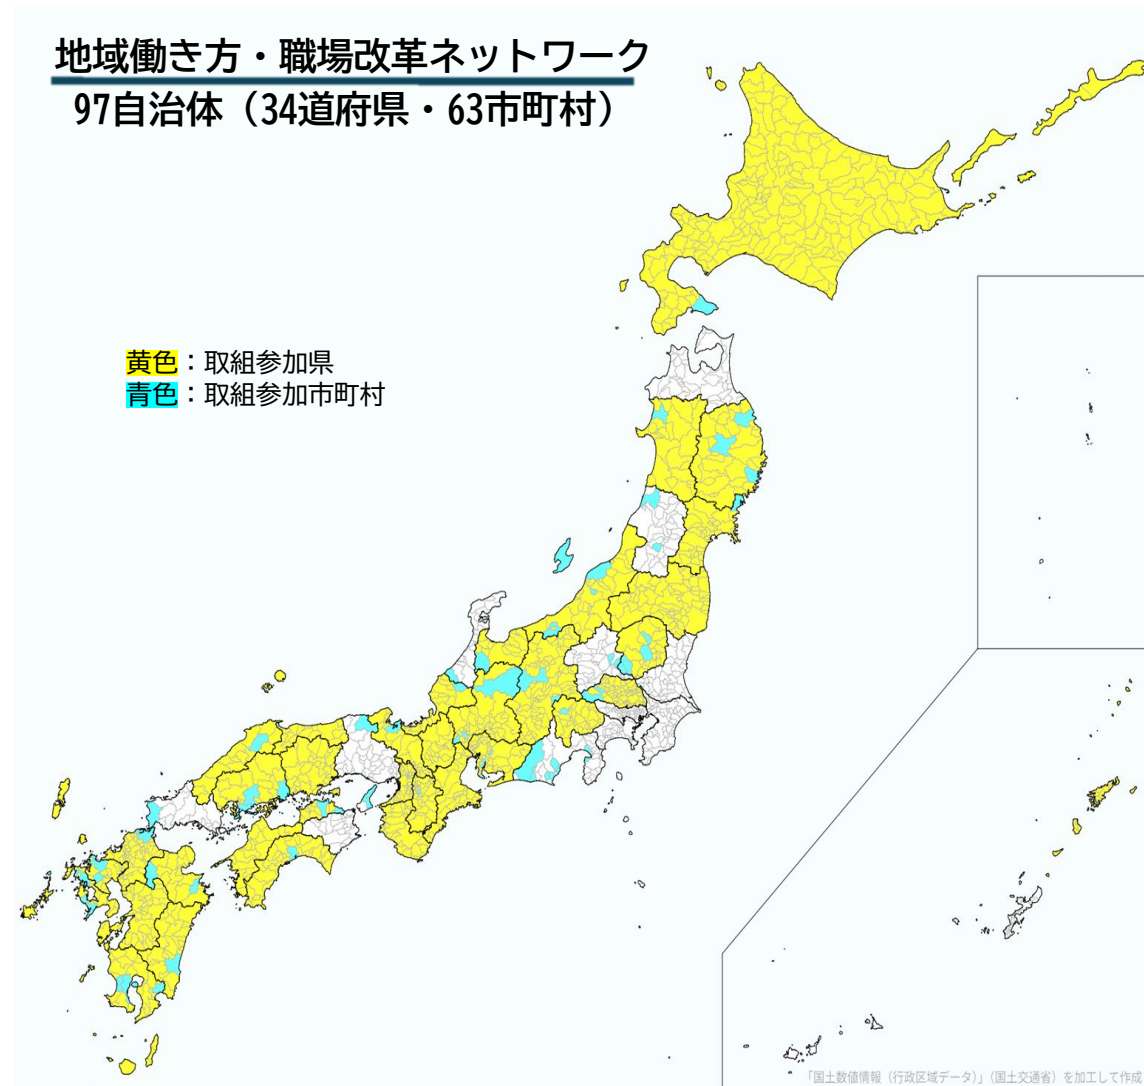 地域働き方・職場改革ネットワーク
97自治体（34道府県・63市町村）
黄色：取組参加県
青色：取組参加市町村
「国土数値情報（行政区域データ）」（国土交通省）を加工して作成